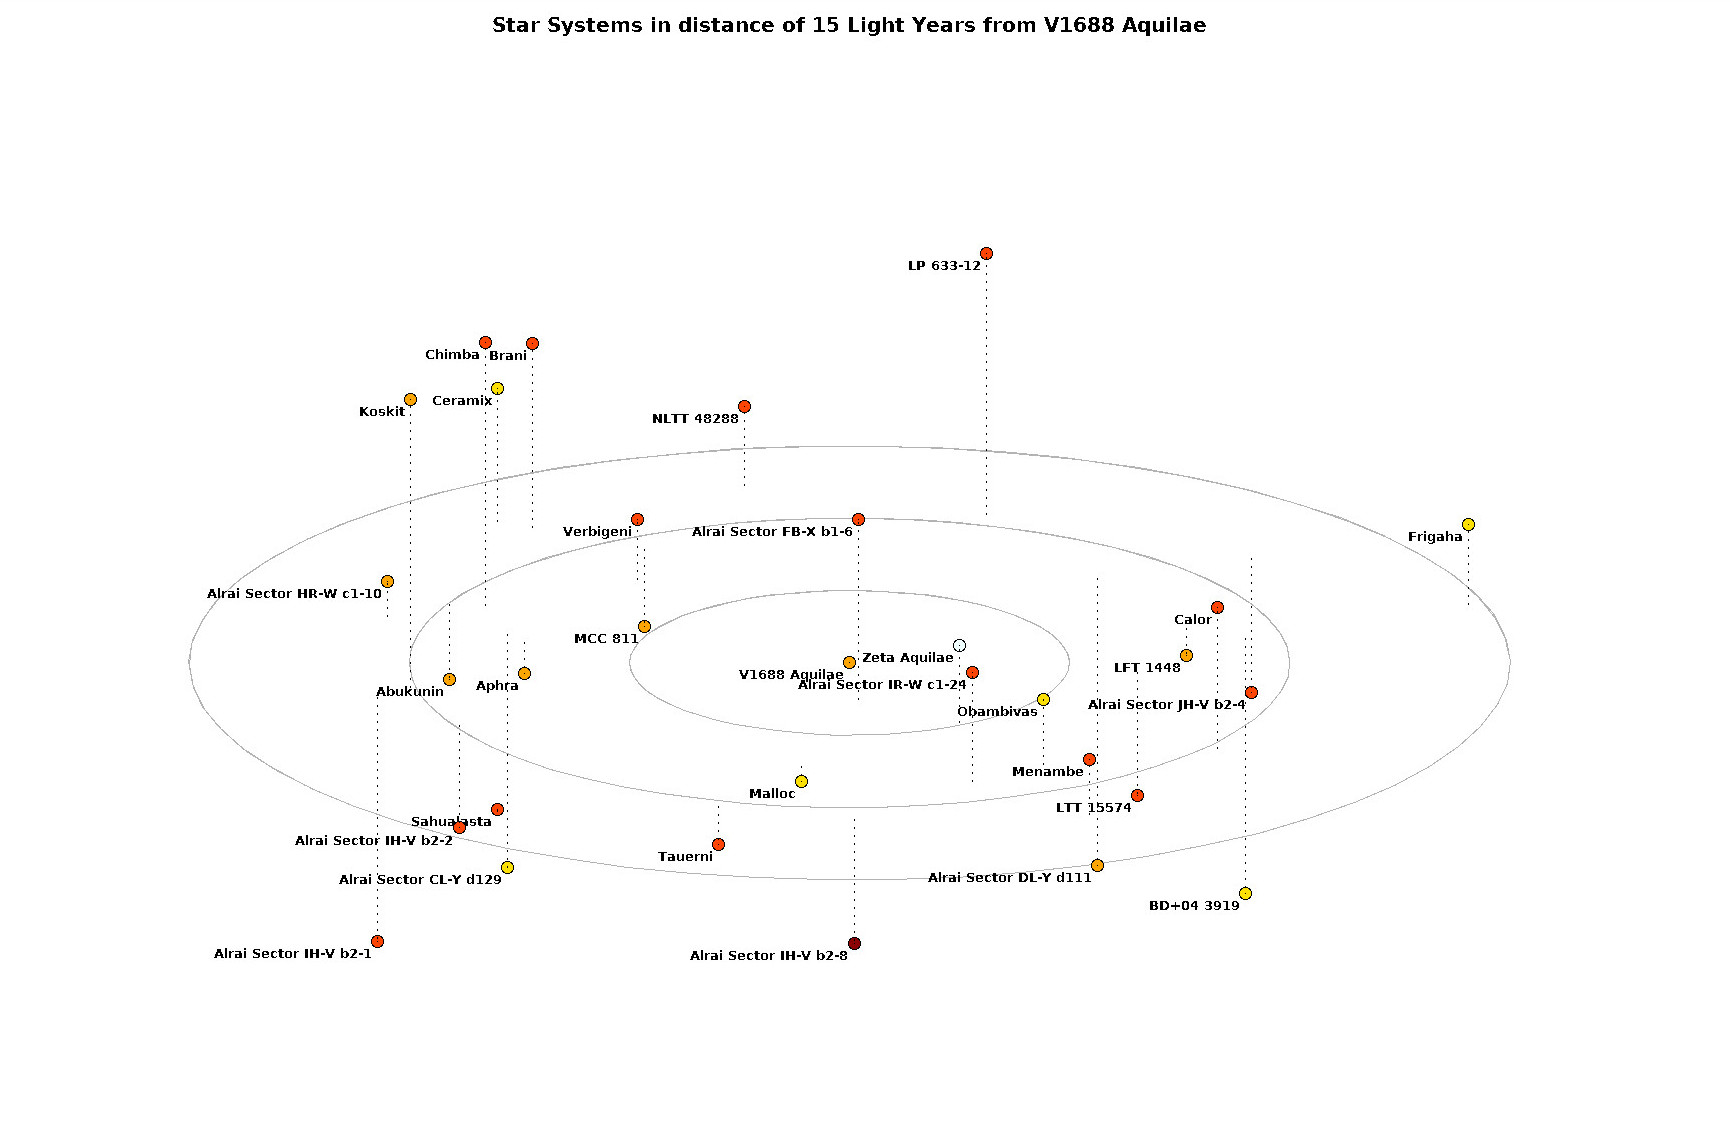 Star Systems in distance of 15 Light Years from V1688 Aquilae
LP 633-12
Chimba
Brani
Ceramix
Koskit
NLTT 48288
Verbigeni
Alrai Sector FB-X b1-6
Frigaha
Alrai Sector HR-W c1-10
Calor
MCC 811
Zeta Aquilae
LFT 1448
V1688 Aquilae
Alrai Sector IR-W c1-24
Aphra
Abukunin
Alrai Sector JH-V b2-4
Obambivas
Menambe
Malloc
LTT 15574
Sahualasta
Alrai Sector IH-V b2-2
Tauerni
Alrai Sector DL-Y d111
Alrai Sector CL-Y d129
BD+04 3919
Alrai Sector IH-V b2-1
Alrai Sector IH-V b2-8